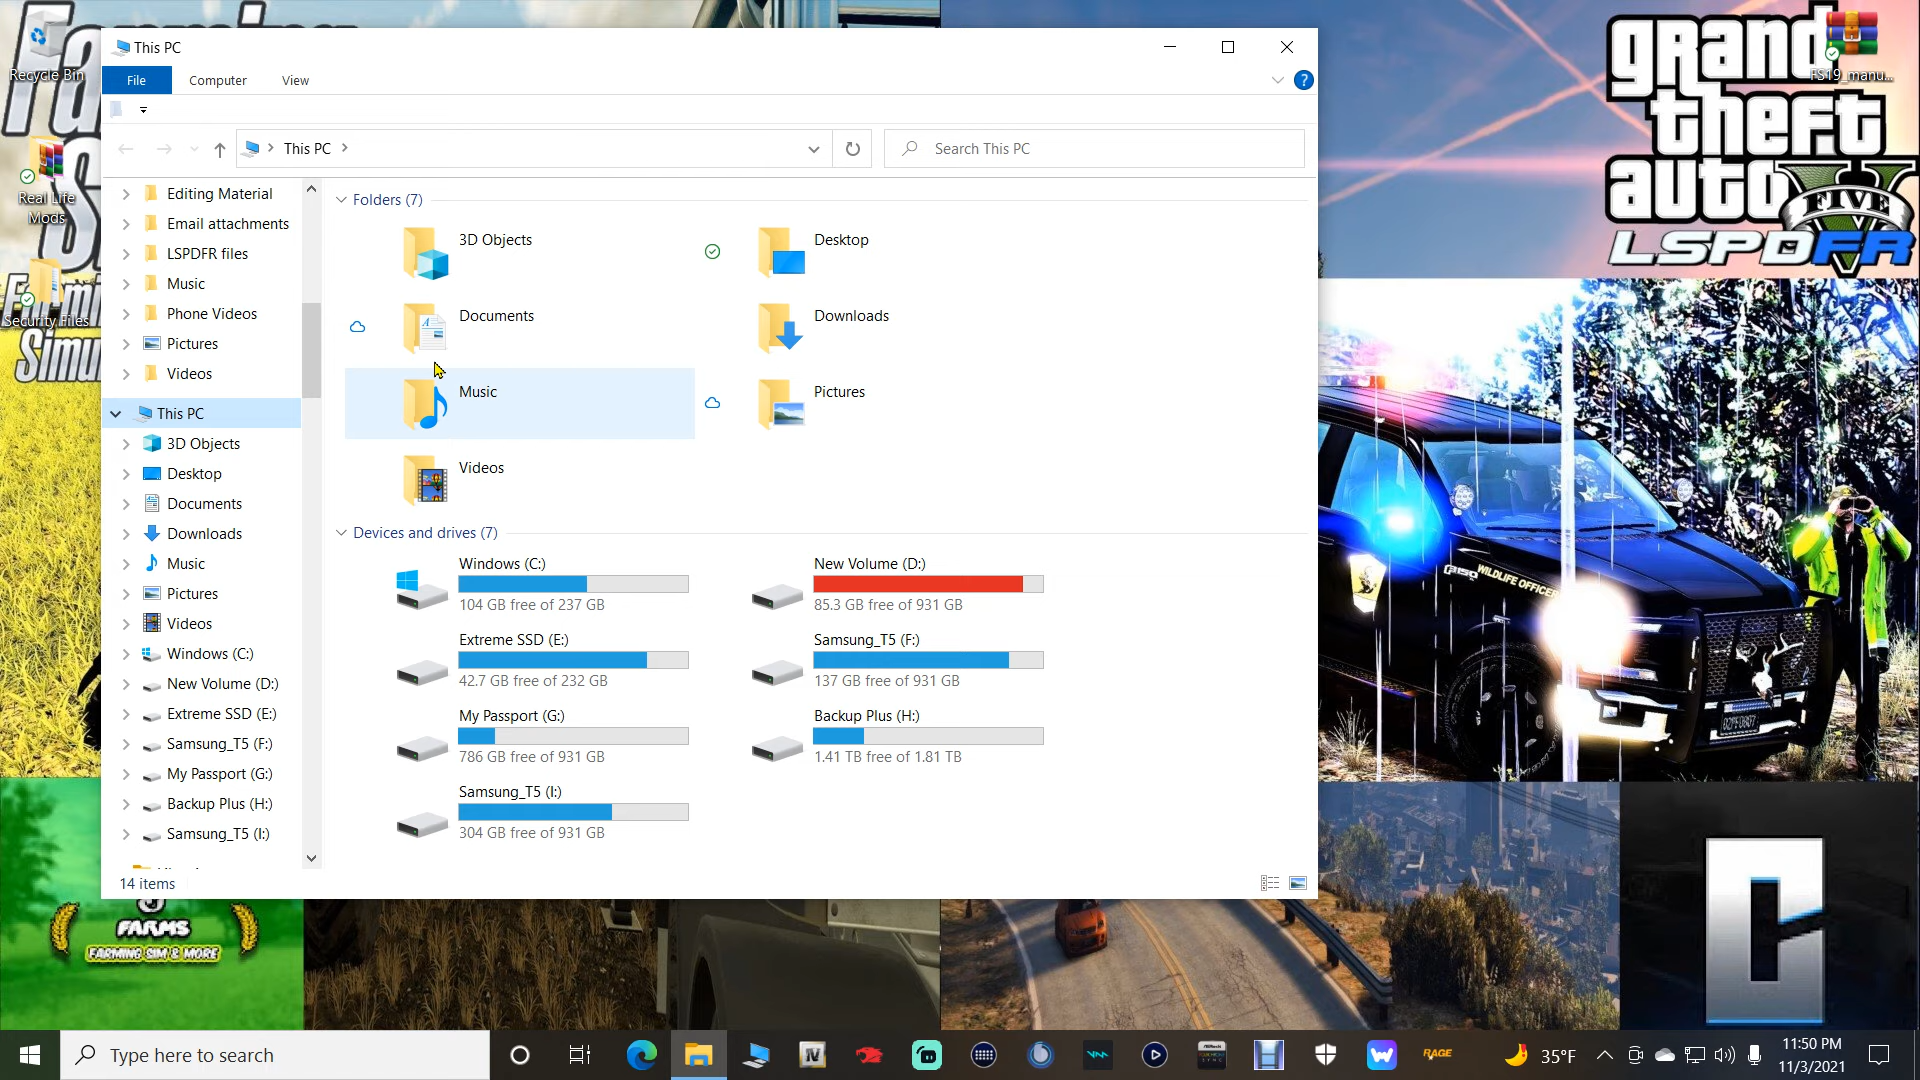 This PC
File
Computer
View
?
This PC
Search This PC
Editing Material
Email attachments
LSPDFR files
Music
Phone Videos
Pictures
Videos
This PC
3D Objects
Desktop
Documents
Downloads
Music
Pictures
Videos
Windows (C:)
New Volume (D:)
Extreme SSD (E:)
Samsung_T5 (F:)
My Passport (G:)
Backup Plus (H:)
Samsung_T5 (I:)
Folders (7)
3D Objects
Desktop
Documents
Downloads
Music
Pictures
Videos
Devices and drives (7)
Windows (C:)
104 GB free of 237 GB
New Volume (D:)
85.3 GB free of 931 GB
Extreme SSD (E:)
42.7 GB free of 232 GB
Samsung_T5 (F:)
137 GB free of 931 GB
My Passport (G:)
786 GB free of 931 GB
Backup Plus (H:)
1.41 TB free of 1.81 TB
Samsung_T5 (I:)
304 GB free of 931 GB
14 items
Recycle Bin
Real Life
Mods
Security Files
FS19_manu...
grand
theft
auto
FIVE
LSPDFR
WILDLIFE OFFICER
FARMS
FARMING SIM & MORE
Type here to search
IV
RAGE
35°F
11:50 PM
11/3/2021